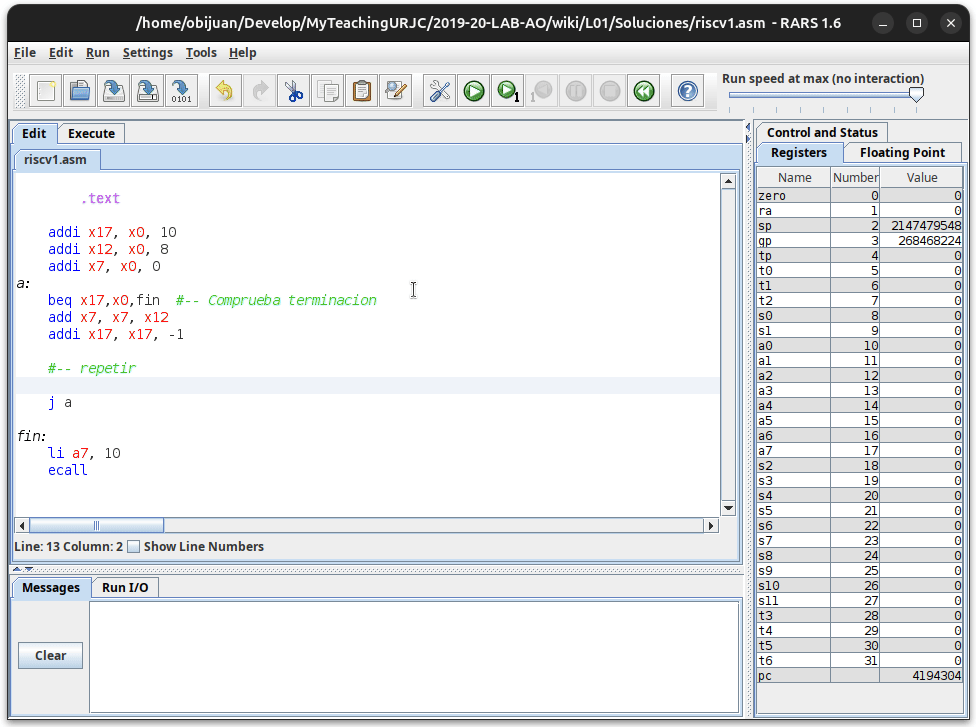 /home/obijuan/Develop/MyTeachingURJC/2019-20-LAB-AO/wiki/L01/Soluciones/riscv1.asm - RARS 1.6
File Edit Run Settings Tools Help
Run speed at max (no interaction)
0101
1
1
Edit Execute
riscv1.asm
.text
addi x17, x0, 10
addi x12, x0, 8
addi x7, x0, 0
a:
beq x17,x0,fin #-- Comprueba terminacion
add x7, x7, x12
addi x17, x17, -1
#-- repetir
j a
fin:
li a7, 10
ecall
Line: 13 Column: 2 Show Line Numbers
Messages Run I/O
Clear
Control and Status
Registers Floating Point
Name Number Value
zero 0 0
ra 1 0
sp 2 2147479548
gp 3 268468224
tp 4 0
t0 5 0
t1 6 0
t2 7 0
s0 8 0
s1 9 0
a0 10 0
a1 11 0
a2 12 0
a3 13 0
a4 14 0
a5 15 0
a6 16 0
a7 17 0
s2 18 0
s3 19 0
s4 20 0
s5 21 0
s6 22 0
s7 23 0
s8 24 0
s9 25 0
s10 26 0
s11 27 0
t3 28 0
t4 29 0
t5 30 0
t6 31 0
pc 4194304